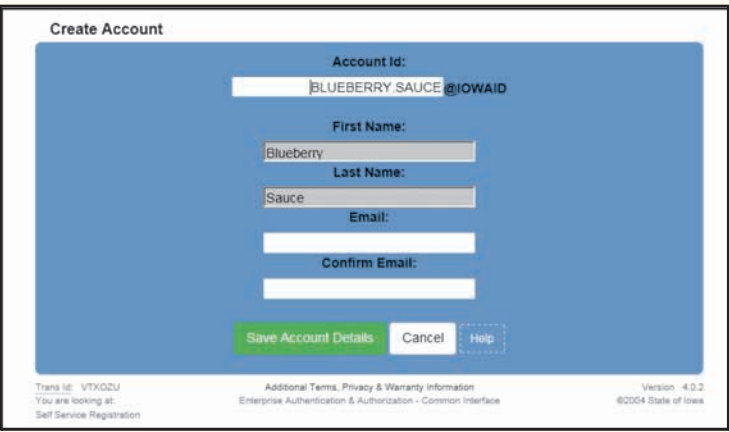 Create Account
Account Id:
BLUEBERRY.SAUCE @IOWAID
First Name:
Blueberry
Last Name:
Sauce
Email:
Confirm Email:
Save Account Details Cancel Help
Trans Id: VTXOZU Additional Terms, Privacy & Warranty Information Version 4.0.2
You are looking at: Enterprise Authentication & Authorization - Common Interface ©2004 State of Iowa
Self Service Registration